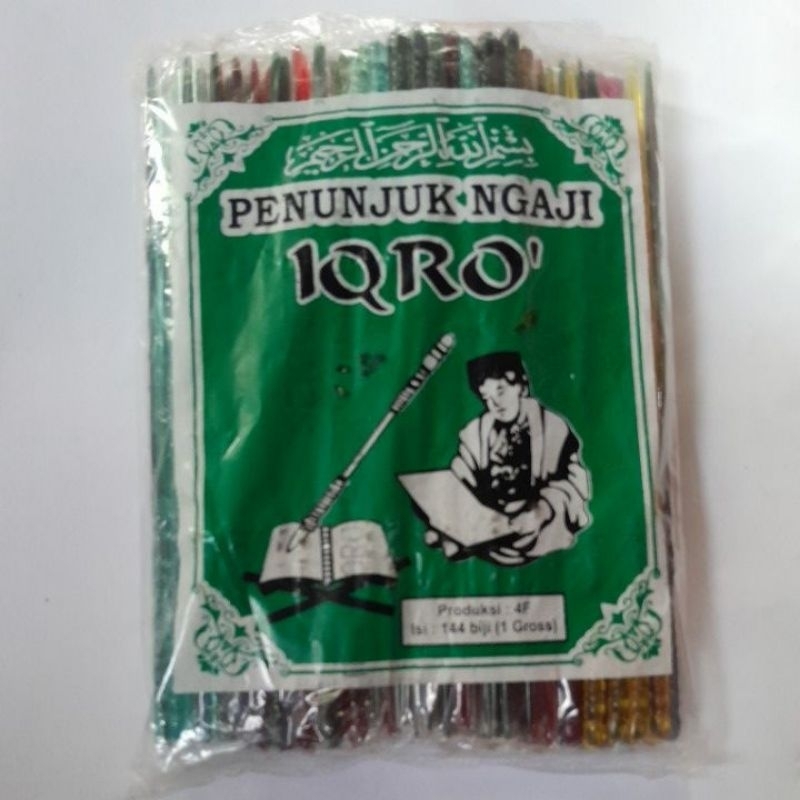 بسم الله الرحمن الرحيم
PENUNJUK NGAJI
IQRO'
Produksi : 4F
Isi : 144 biji (1 Gross)